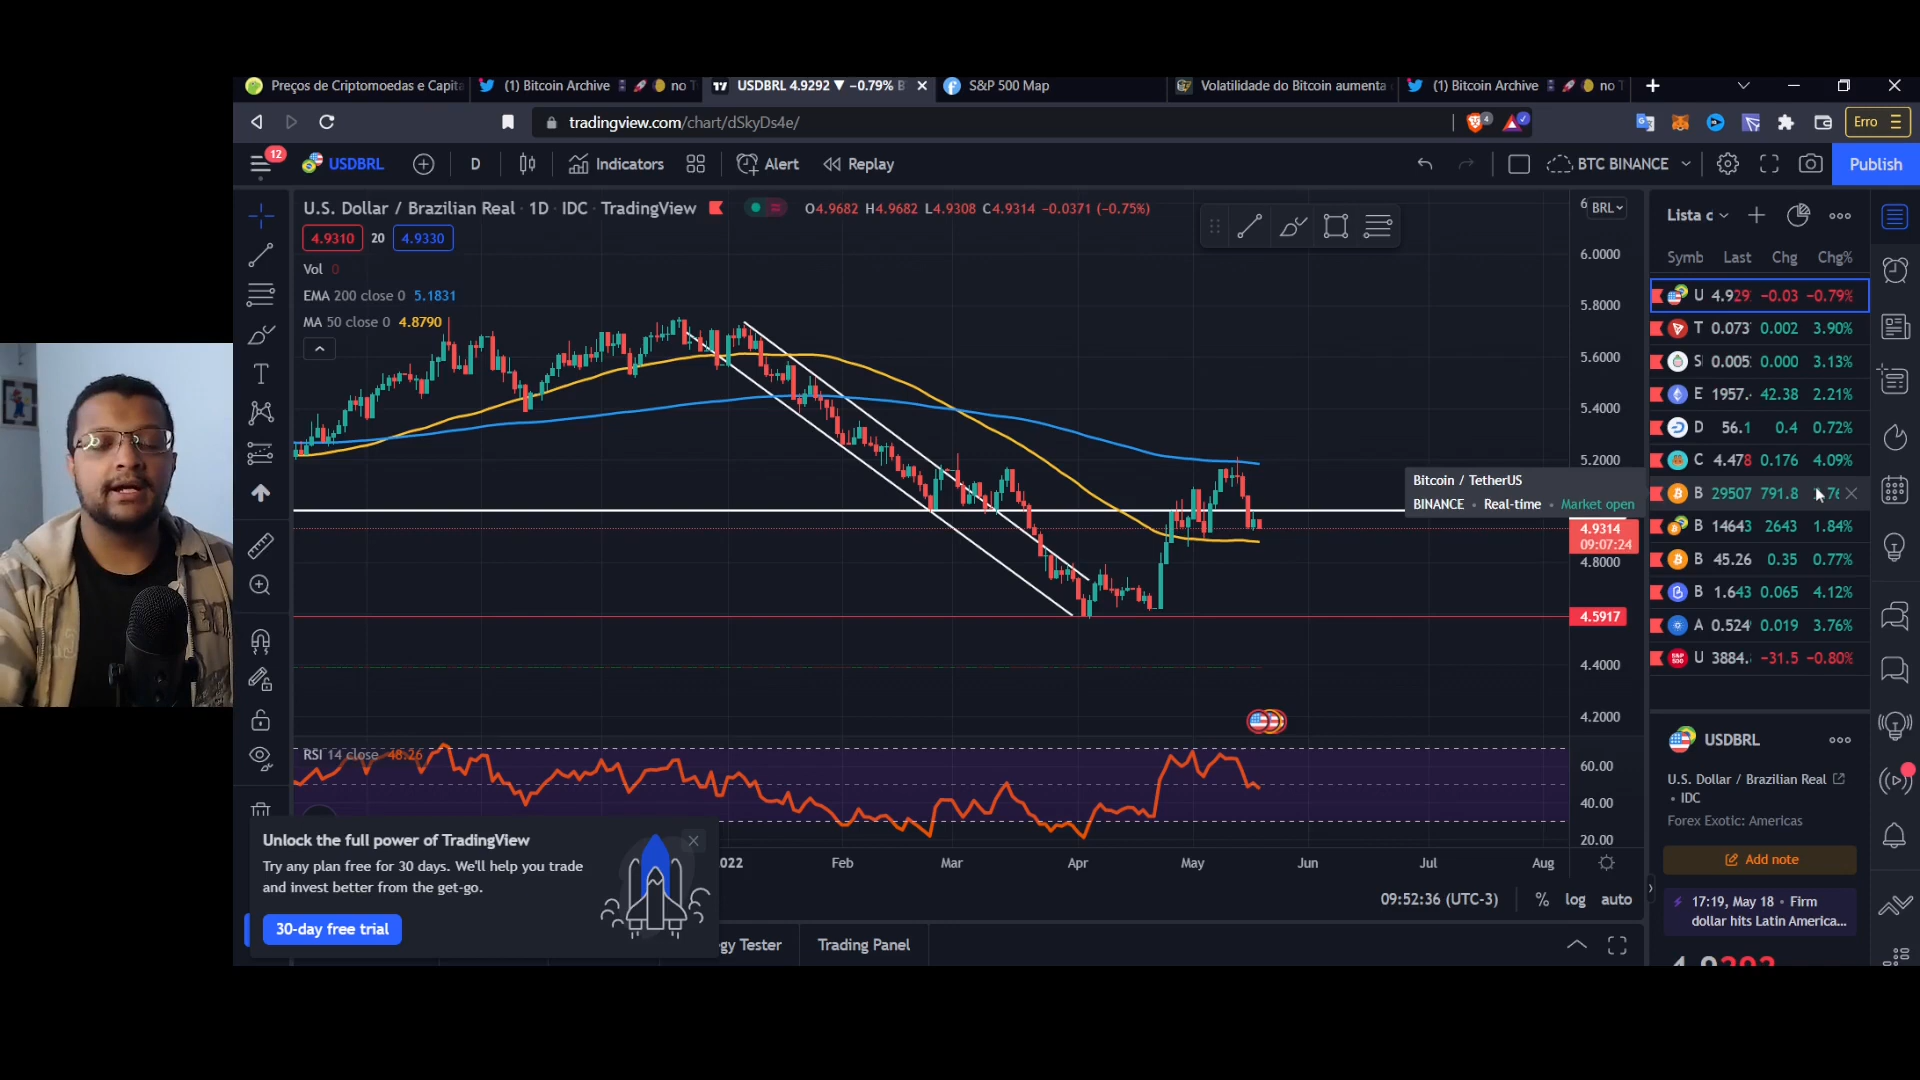 Preços de Criptomoedas e Capita
(1) Bitcoin Archive
no T
USDBRL 4.9292 ▼ −0.79% B
S&P 500 Map
Volatilidade do Bitcoin aumenta
(1) Bitcoin Archive
no T
tradingview.com/chart/dSkyDs4e/
4
Erro
12
USDBRL
D
Indicators
Alert
Replay
BTC BINANCE
Publish
U.S. Dollar / Brazilian Real · 1D · IDC · TradingView
O4.9682 H4.9682 L4.9308 C4.9314 −0.0371 (−0.75%)
4.9310
20
4.9330
Vol 0
EMA 200 close 0 5.1831
MA 50 close 0 4.8790
BRL
6.0000
5.8000
5.6000
5.4000
5.2000
4.9314
09:07:24
4.8000
4.5917
4.4000
4.2000
Bitcoin / TetherUS
BINANCE • Real-time • Market open
RSI 14 close 48.26
60.00
40.00
20.00
2022
Feb
Mar
Apr
May
Jun
Jul
Aug
09:52:36 (UTC-3)
%
log
auto
Unlock the full power of TradingView
Try any plan free for 30 days. We'll help you trade
and invest better from the get-go.
30-day free trial
gy Tester
Trading Panel
Lista c
Symb Last Chg Chg%
U 4.929 −0.03 −0.79%
T 0.073 0.002 3.90%
S 0.005 0.000 3.13%
E 1957. 42.38 2.21%
D 56.1 0.4 0.72%
C 4.478 0.176 4.09%
B 29507 791.8
B 14643 2643 1.84%
B 45.26 0.35 0.77%
B 1.643 0.065 4.12%
A 0.524 0.019 3.76%
U 3884. −31.5 −0.80%
USDBRL
U.S. Dollar / Brazilian Real
• IDC
Forex Exotic: Americas
Add note
17:19, May 18 • Firm
dollar hits Latin America...